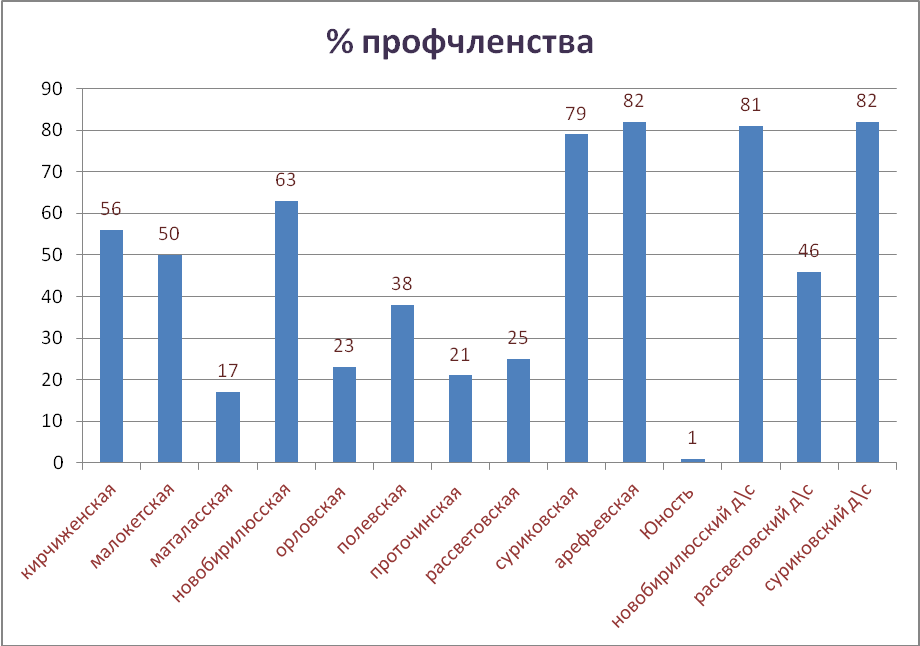 % профчленства
90
80
70
60
50
40
30
20
10
0
56
50
17
63
23
38
21
25
79
82
1
81
46
82
кирчиженская
малокетская
маталасская
новобирилюсская
орловская
полевская
проточинская
рассветовская
суриковская
арефьевская
Юность
новобирилюсский д\с
рассветовский д\с
суриковский д\с